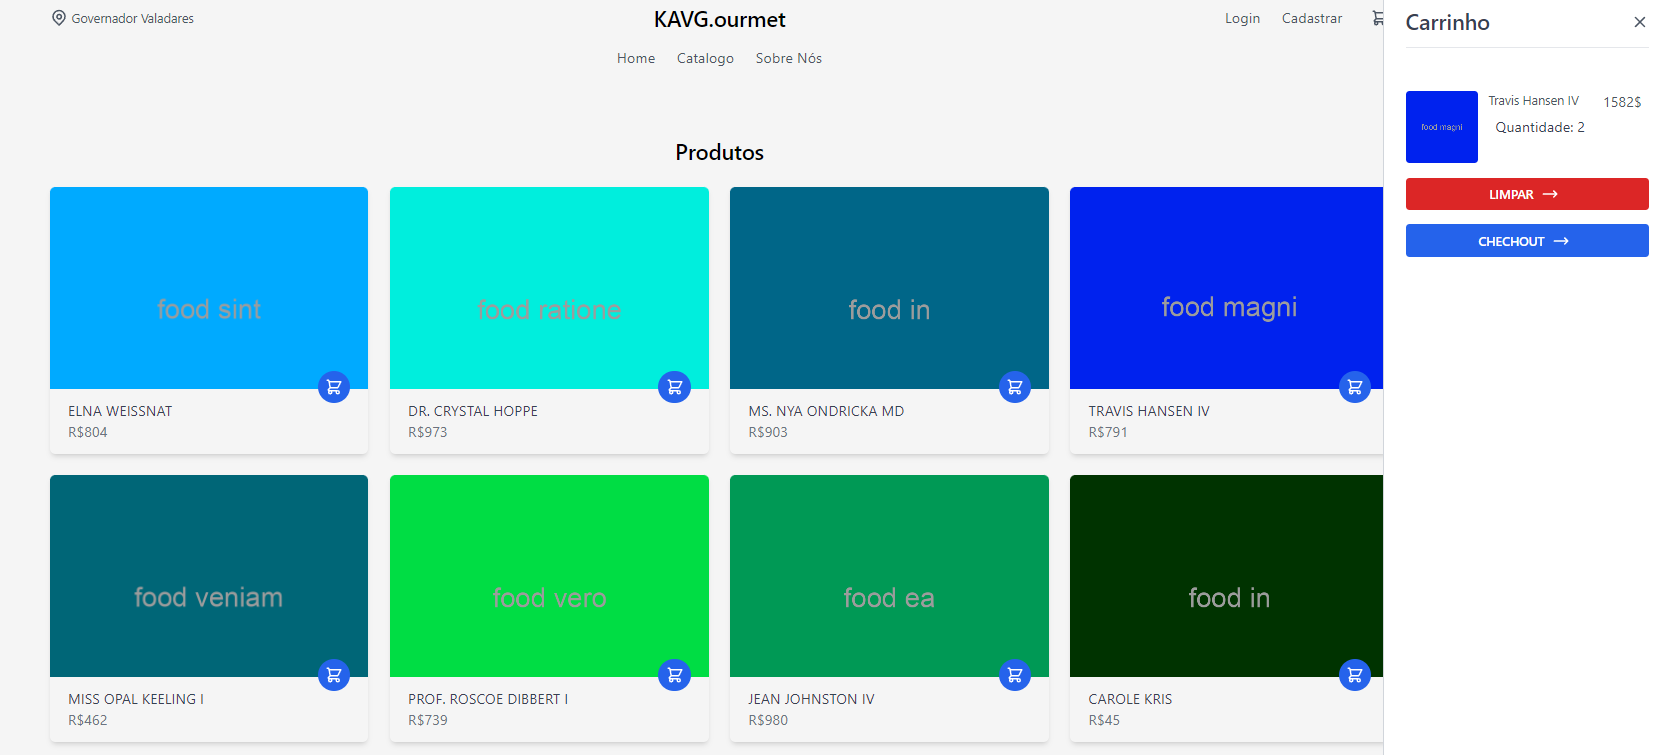 Governador Valadares
KAVG.ourmet
Login Cadastrar
Home Catalogo Sobre Nós
Produtos
food sint
ELNA WEISSNAT
R$804
food ratione
DR. CRYSTAL HOPPE
R$973
food in
MS. NYA ONDRICKA MD
R$903
food magni
TRAVIS HANSEN IV
R$791
food veniam
MISS OPAL KEELING I
R$462
food vero
PROF. ROSCOE DIBBERT I
R$739
food ea
JEAN JOHNSTON IV
R$980
food in
CAROLE KRIS
R$45
Carrinho
food magni
Travis Hansen IV 1582$
Quantidade: 2
LIMPAR
CHECHOUT